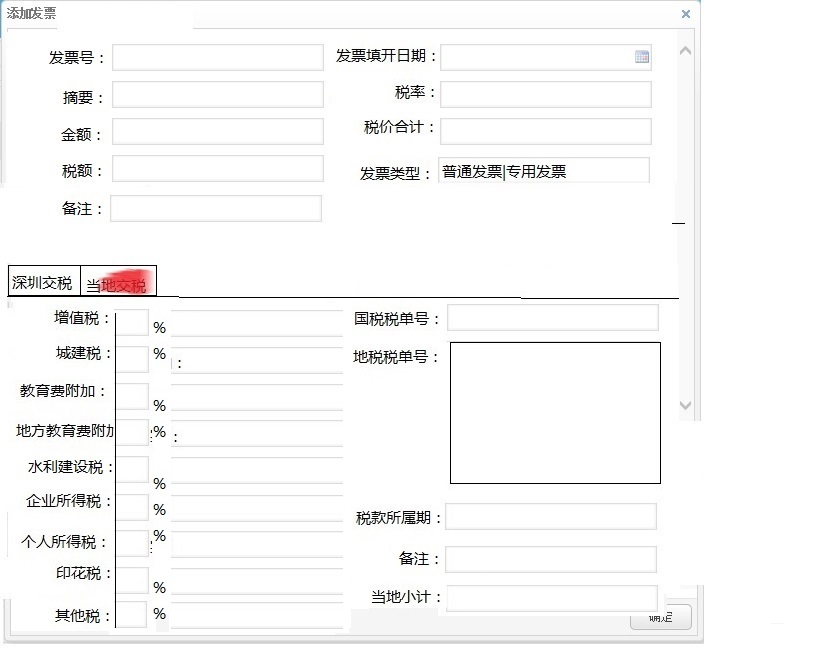 添加发票
发票号： 发票填开日期：
摘要： 税率：
金额： 税价合计：
税额： 发票类型： 普通发票|专用发票
备注：
深圳交税 当地交税
增值税： % 国税税单号：
城建税： % ： 地税税单号：
教育费附加： %
地方教育费附加 % ：
水利建设税： %
企业所得税： % 税款所属期：
个人所得税： %
备注：
印花税： %
当地小计：
其他税： %
确定